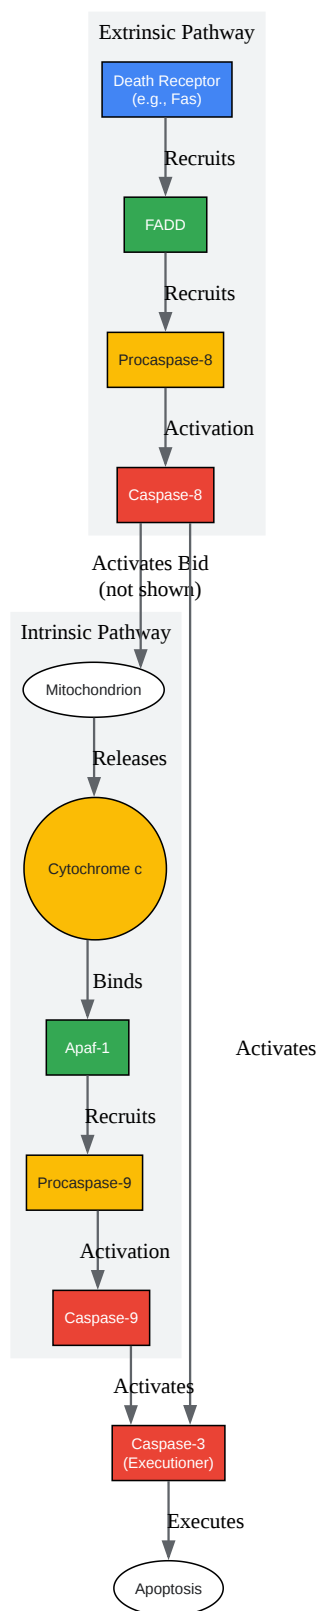 Extrinsic Pathway
Death Receptor
(e.g., Fas)
Recruits
FADD
Recruits
Procaspase-8
Activation
Caspase-8
Activates Bid
(not shown)
Intrinsic Pathway
Mitochondrion
Releases
Cytochrome c
Binds
Apaf-1
Activates
Recruits
Procaspase-9
Activation
Caspase-9
Activates
Caspase-3
(Executioner)
Executes
Apoptosis